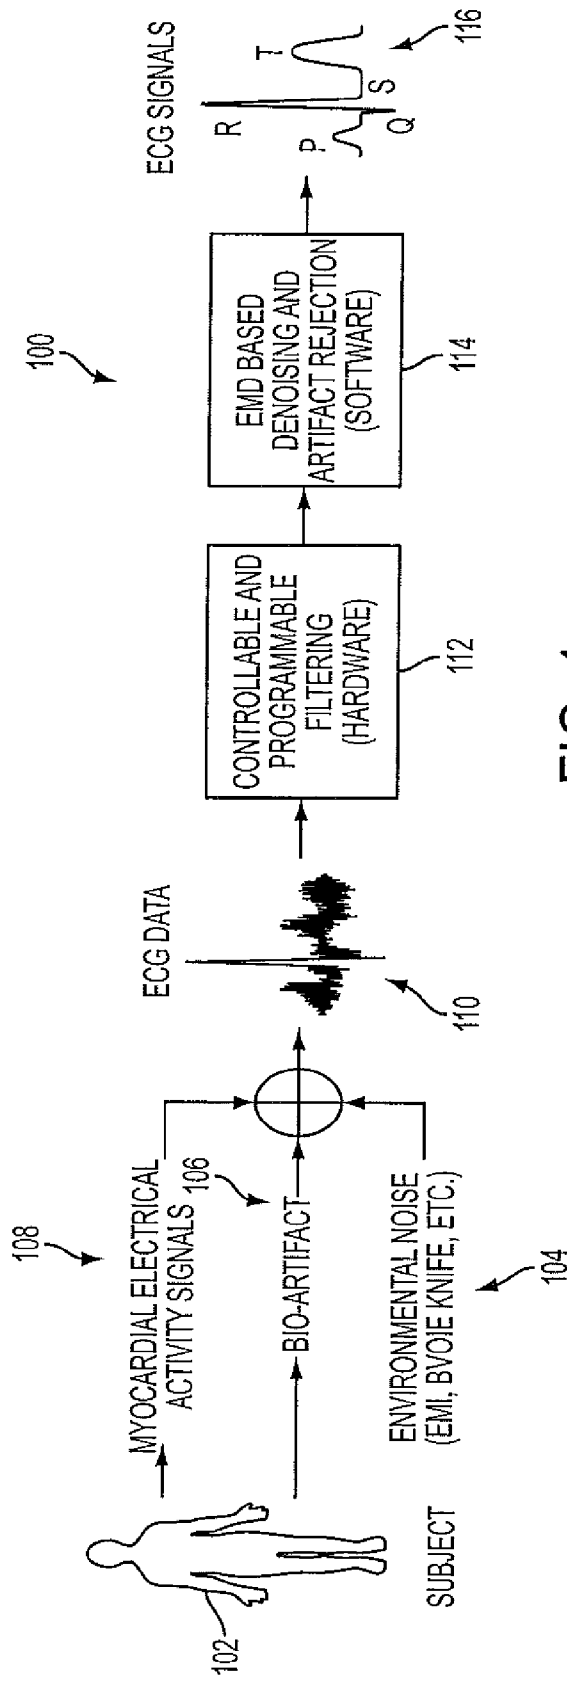 100
108
MYOCARDIAL ELECTRICAL
ACTIVITY SIGNALS
106
BIO-ARTIFACT
102
SUBJECT
ENVIRONMENTAL NOISE
(EMI, BVOIE KNIFE, ETC.)
104
ECG DATA
110
CONTROLLABLE AND
PROGRAMMABLE
FILTERING
(HARDWARE)
112
EMD BASED
DENOISING AND
ARTIFACT REJECTION
(SOFTWARE)
114
ECG SIGNALS
R
T
P
S
Q
116